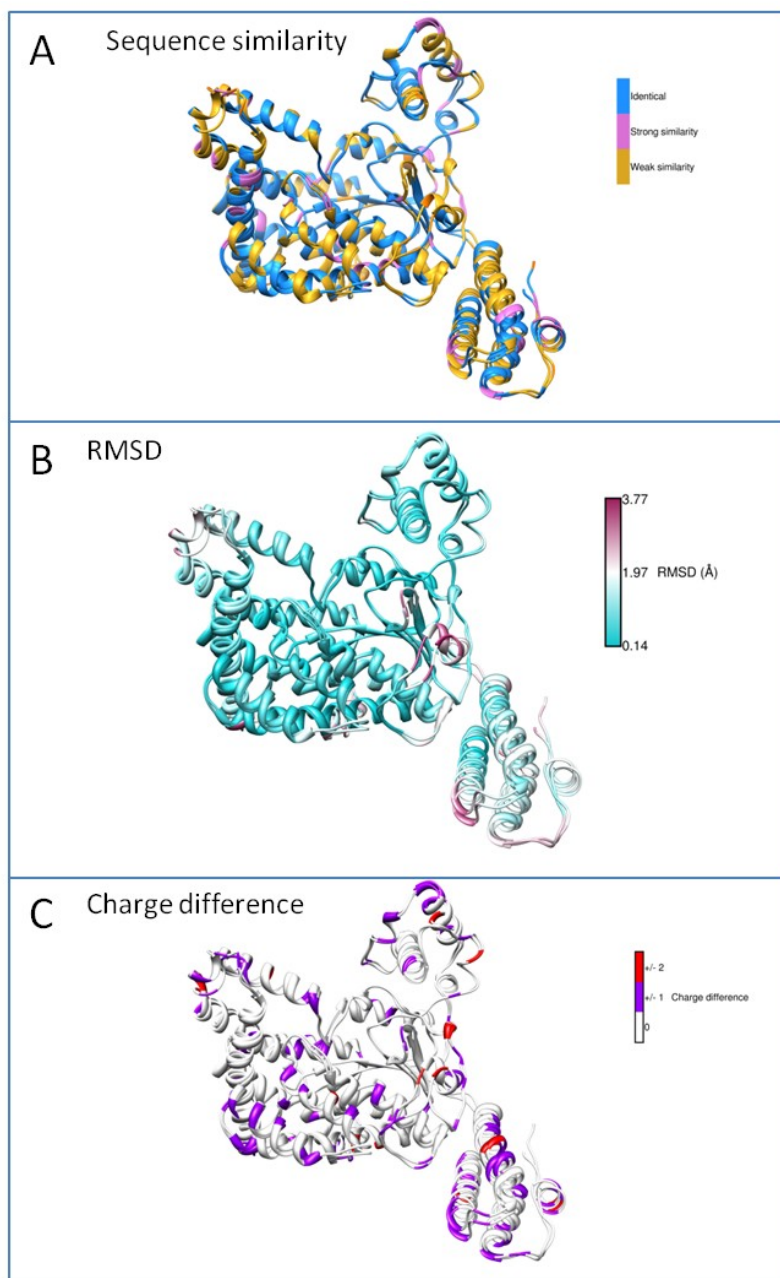 A Sequence similarity
Identical
Strong similarity
Weak similarity
B RMSD
3.77
1.97 RMSD (Å)
0.14
C Charge difference
+/- 2
+/- 1 Charge difference
0